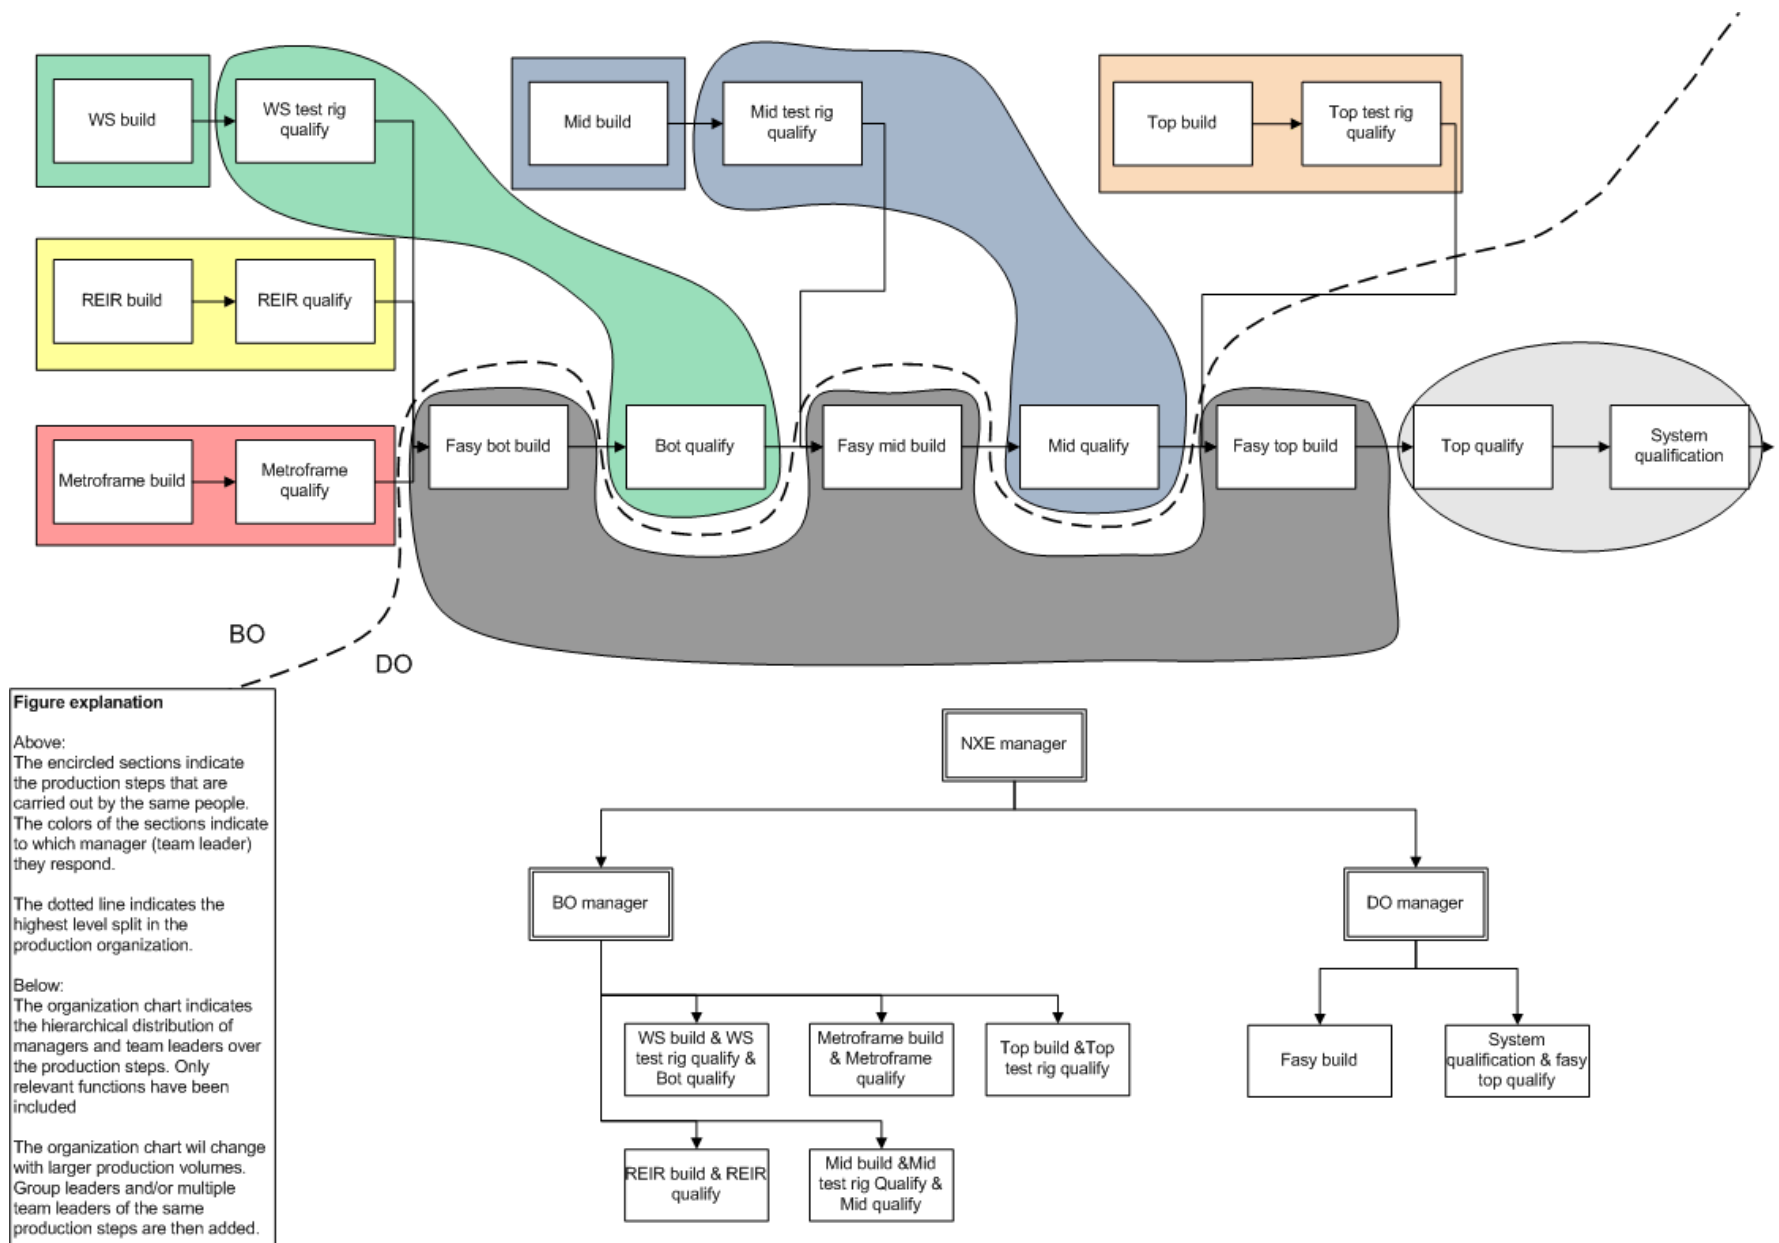 WS build
WS test rig
qualify
Mid build
Mid test rig
qualify
Top build
Top test rig
qualify
REIR build
REIR qualify
Metroframe build
Metroframe
qualify
Fasy bot build
Bot qualify
Fasy mid build
Mid qualify
Fasy top build
Top qualify
System
qualification
BO
DO
Figure explanation
Above:
The encircled sections indicate
the production steps that are
carried out by the same people.
The colors of the sections indicate
to which manager (team leader)
they respond.
The dotted line indicates the
highest level split in the
production organization.
Below:
The organization chart indicates
the hierarchical distribution of
managers and team leaders over
the production steps. Only
relevant functions have been
included
The organization chart wil change
with larger production volumes.
Group leaders and/or multiple
team leaders of the same
production steps are then added.
NXE manager
BO manager
DO manager
WS build & WS
test rig qualify &
Bot qualify
Metroframe build
& Metroframe
qualify
Top build &Top
test rig qualify
Fasy build
System
qualification & fasy
top qualify
REIR build & REIR
qualify
Mid build &Mid
test rig Qualify &
Mid qualify